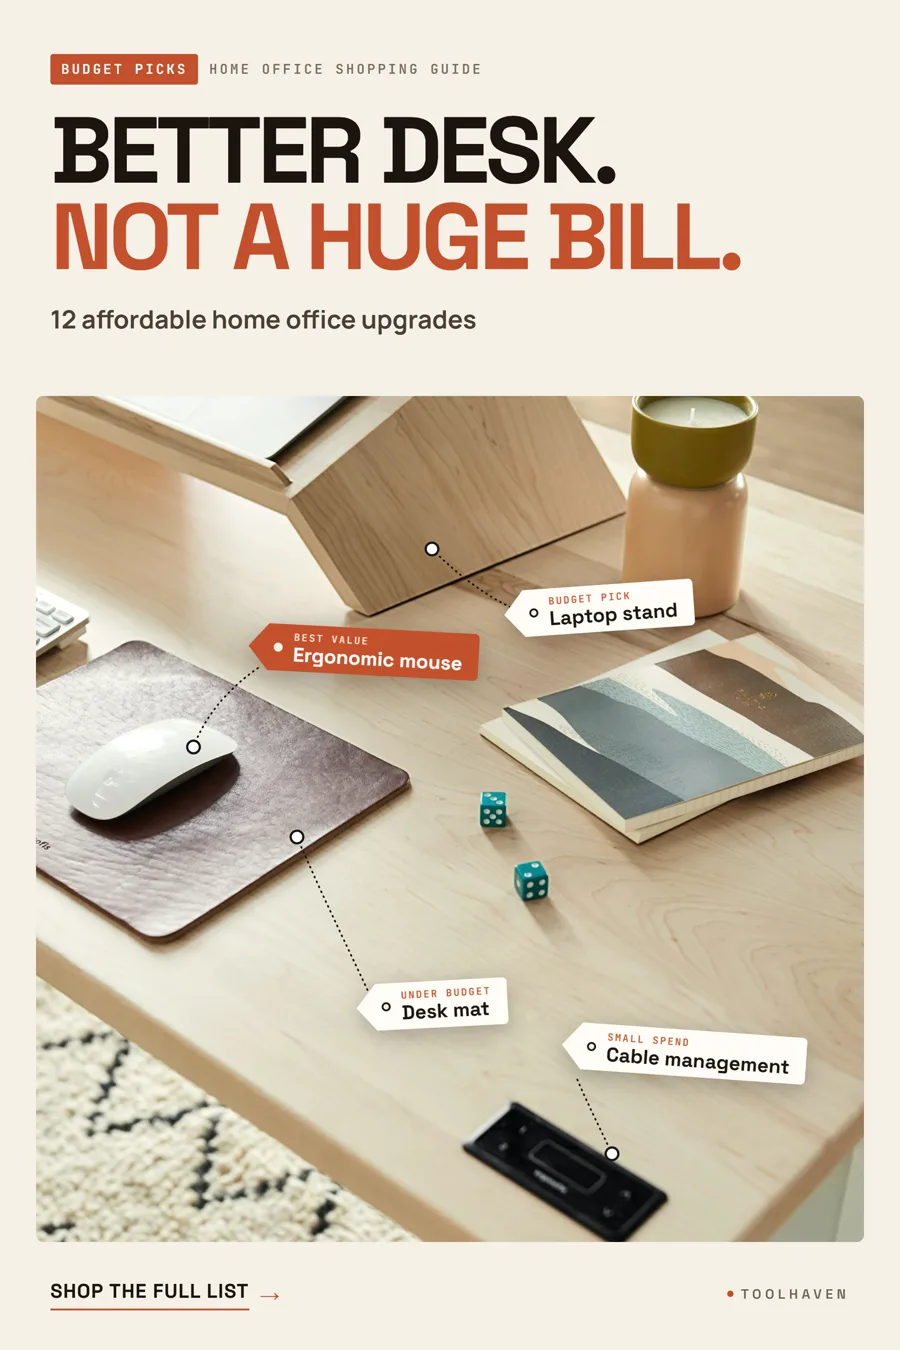 BUDGET PICKS HOME OFFICE SHOPPING GUIDE
BETTER DESK.
NOT A HUGE BILL.
12 affordable home office upgrades
BUDGET PICK
Laptop stand
BEST VALUE
Ergonomic mouse
UNDER BUDGET
Desk mat
SMALL SPEND
Cable management
SHOP THE FULL LIST →
TOOLHAVEN